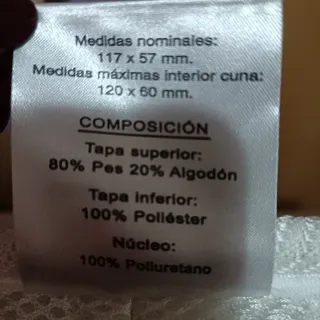 Medidas nominales:
117 x 57 mm.
Medidas máximas interior cuna:
120 x 60 mm.
COMPOSICIÓN
Tapa superior:
80% Pes 20% Algodón
Tapa inferior:
100% Poliéster
Núcleo:
100% Poliuretano